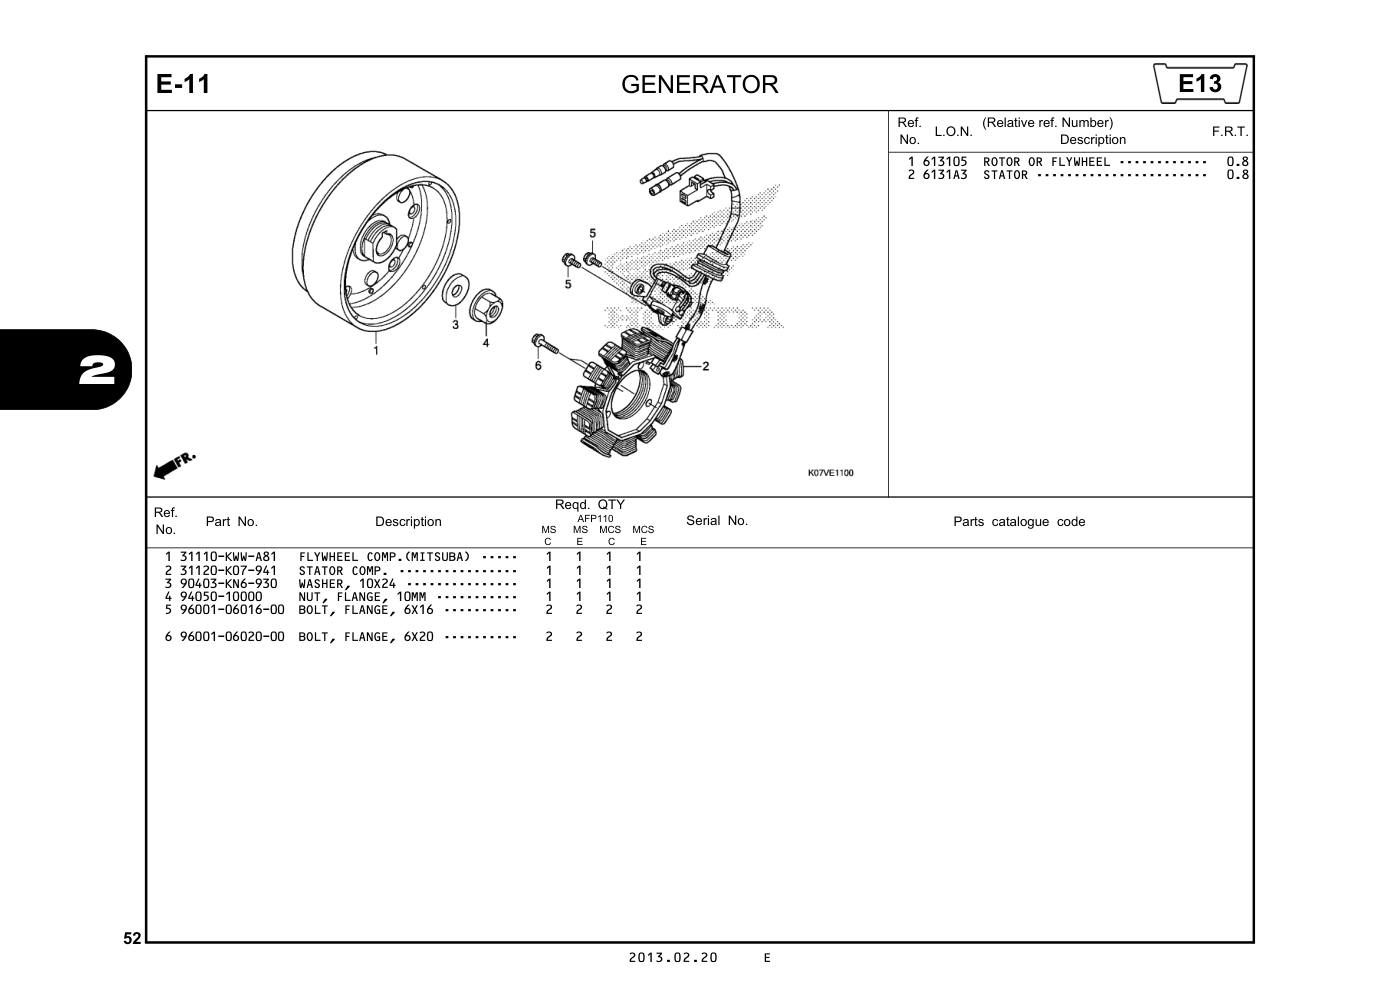 E-11 GENERATOR E13
Ref. No. L.O.N. (Relative ref. Number) Description F.R.T.
1 613105 ROTOR OR FLYWHEEL ············ 0.8
2 6131A3 STATOR ······················· 0.8
5
5
3
1
4
6
2
HONDA
2
FR.
K07VE1100
Ref. No. Part No. Description Reqd. QTY Serial No. Parts catalogue code
AFP110
MS MS MCS MCS
C E C E
1 31110-KWW-A81 FLYWHEEL COMP.(MITSUBA) ····· 1 1 1 1
2 31120-K07-941 STATOR COMP. ················ 1 1 1 1
3 90403-KN6-930 WASHER, 10X24 ··············· 1 1 1 1
4 94050-10000 NUT, FLANGE, 10MM ··········· 1 1 1 1
5 96001-06016-00 BOLT, FLANGE, 6X16 ·········· 2 2 2 2
6 96001-06020-00 BOLT, FLANGE, 6X20 ·········· 2 2 2 2
52
2013.02.20 E